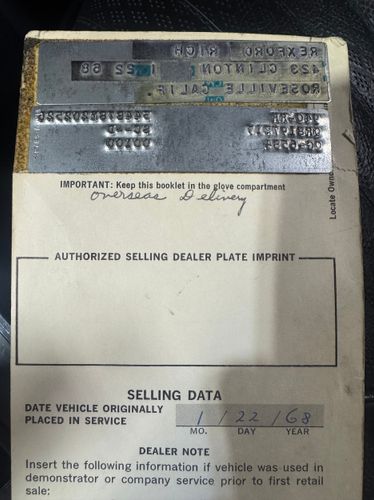 REXFORD RICH
423 CLINTON 1 22 68
ROSEVILLE CALIF.
IMPORTANT: Keep this booklet in the glove compartment
overseas Delivery
Locate Owne
AUTHORIZED SELLING DEALER PLATE IMPRINT
SELLING DATA
DATE VEHICLE ORIGINALLY
PLACED IN SERVICE
1 / 22 / 68
MO. DAY YEAR
DEALER NOTE
Insert the following information if vehicle was used in
demonstrator or company service prior to first retail
sale: